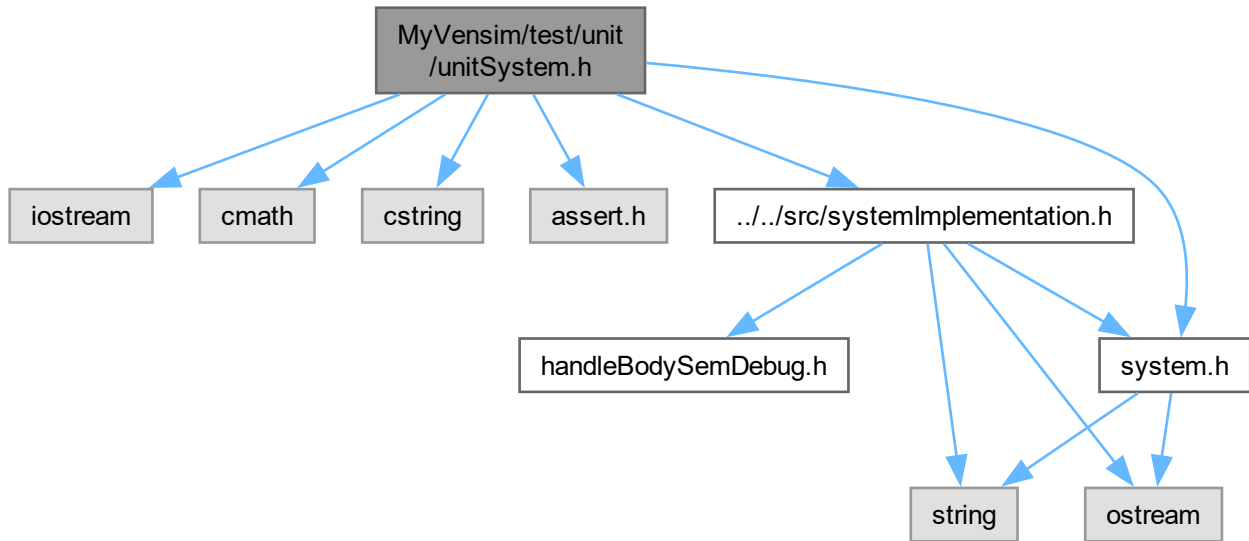 MyVensim/test/unit
/unitSystem.h
iostream
cmath
cstring
assert.h
../../src/systemImplementation.h
handleBodySemDebug.h
system.h
string
ostream